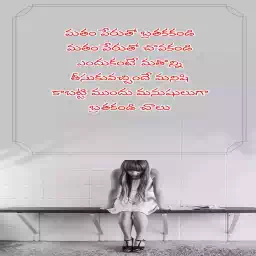 మతం పేరుతో బ్రతకకండి
మతం పేరుతో చావకండి
ఎందుకంటే మతాన్ని
తీసుకువచ్చిందే మనిషి
కాబట్టి ముందు మనుషులుగా
బ్రతకండి చాలు